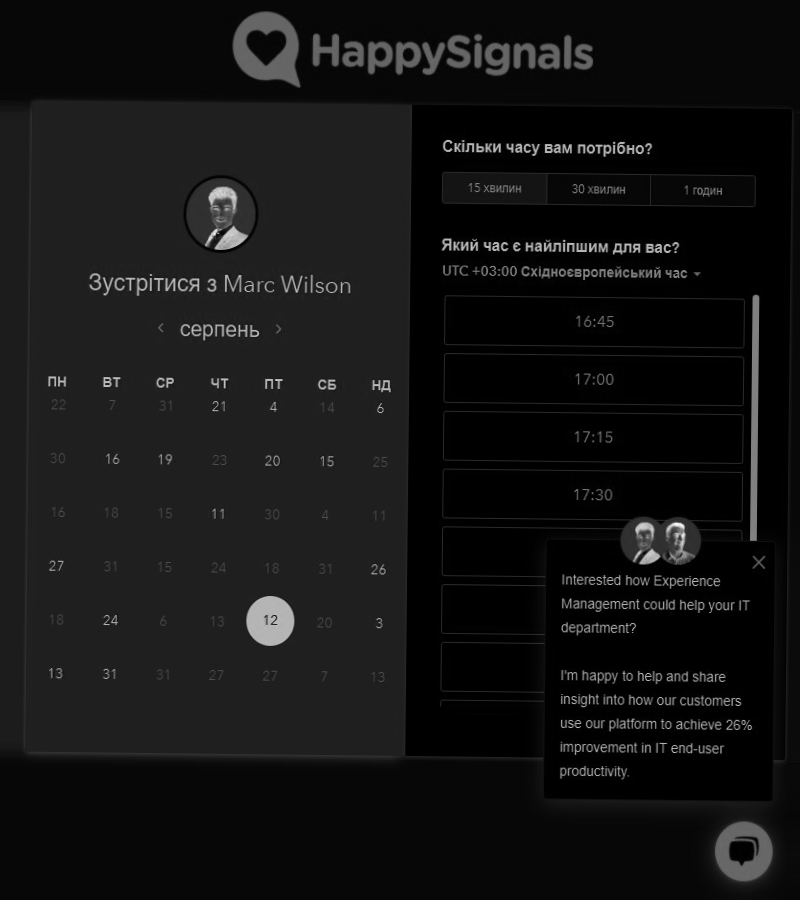 HappySignals
Зустрітися з Marc Wilson
серпень
ПН ВТ СР ЧТ ПТ СБ НД
22 7 31 21 4 14 6
30 16 19 23 20 15 25
16 18 15 11 30 4 11
27 31 15 24 18 31 26
18 24 6 13 12 20 3
13 31 31 27 27 7 13
Скільки часу вам потрібно?
15 хвилин 30 хвилин 1 годин
Який час є найліпшим для вас?
UTC +03:00 Східноєвропейський час
16:45
17:00
17:15
17:30
Interested how Experience
Management could help your IT
department?
I'm happy to help and share
insight into how our customers
use our platform to achieve 26%
improvement in IT end-user
productivity.